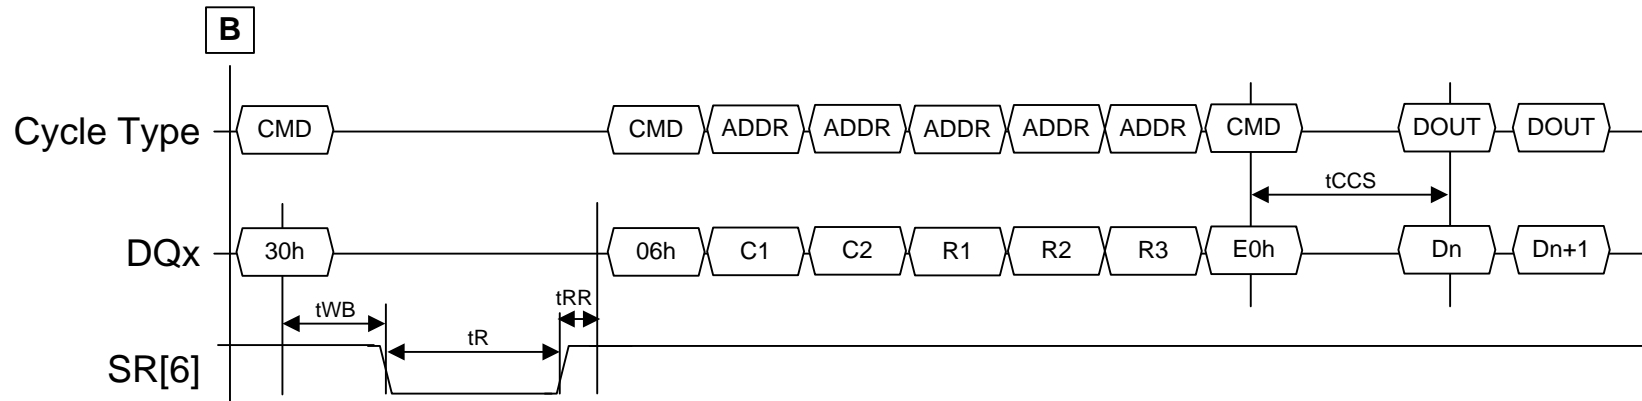 B
Cycle Type CMD CMD ADDR ADDR ADDR ADDR ADDR CMD DOUT DOUT
tCCS
DQx 30h 06h C1 C2 R1 R2 R3 E0h Dn Dn+1
tWB tRR
tR
SR[6]